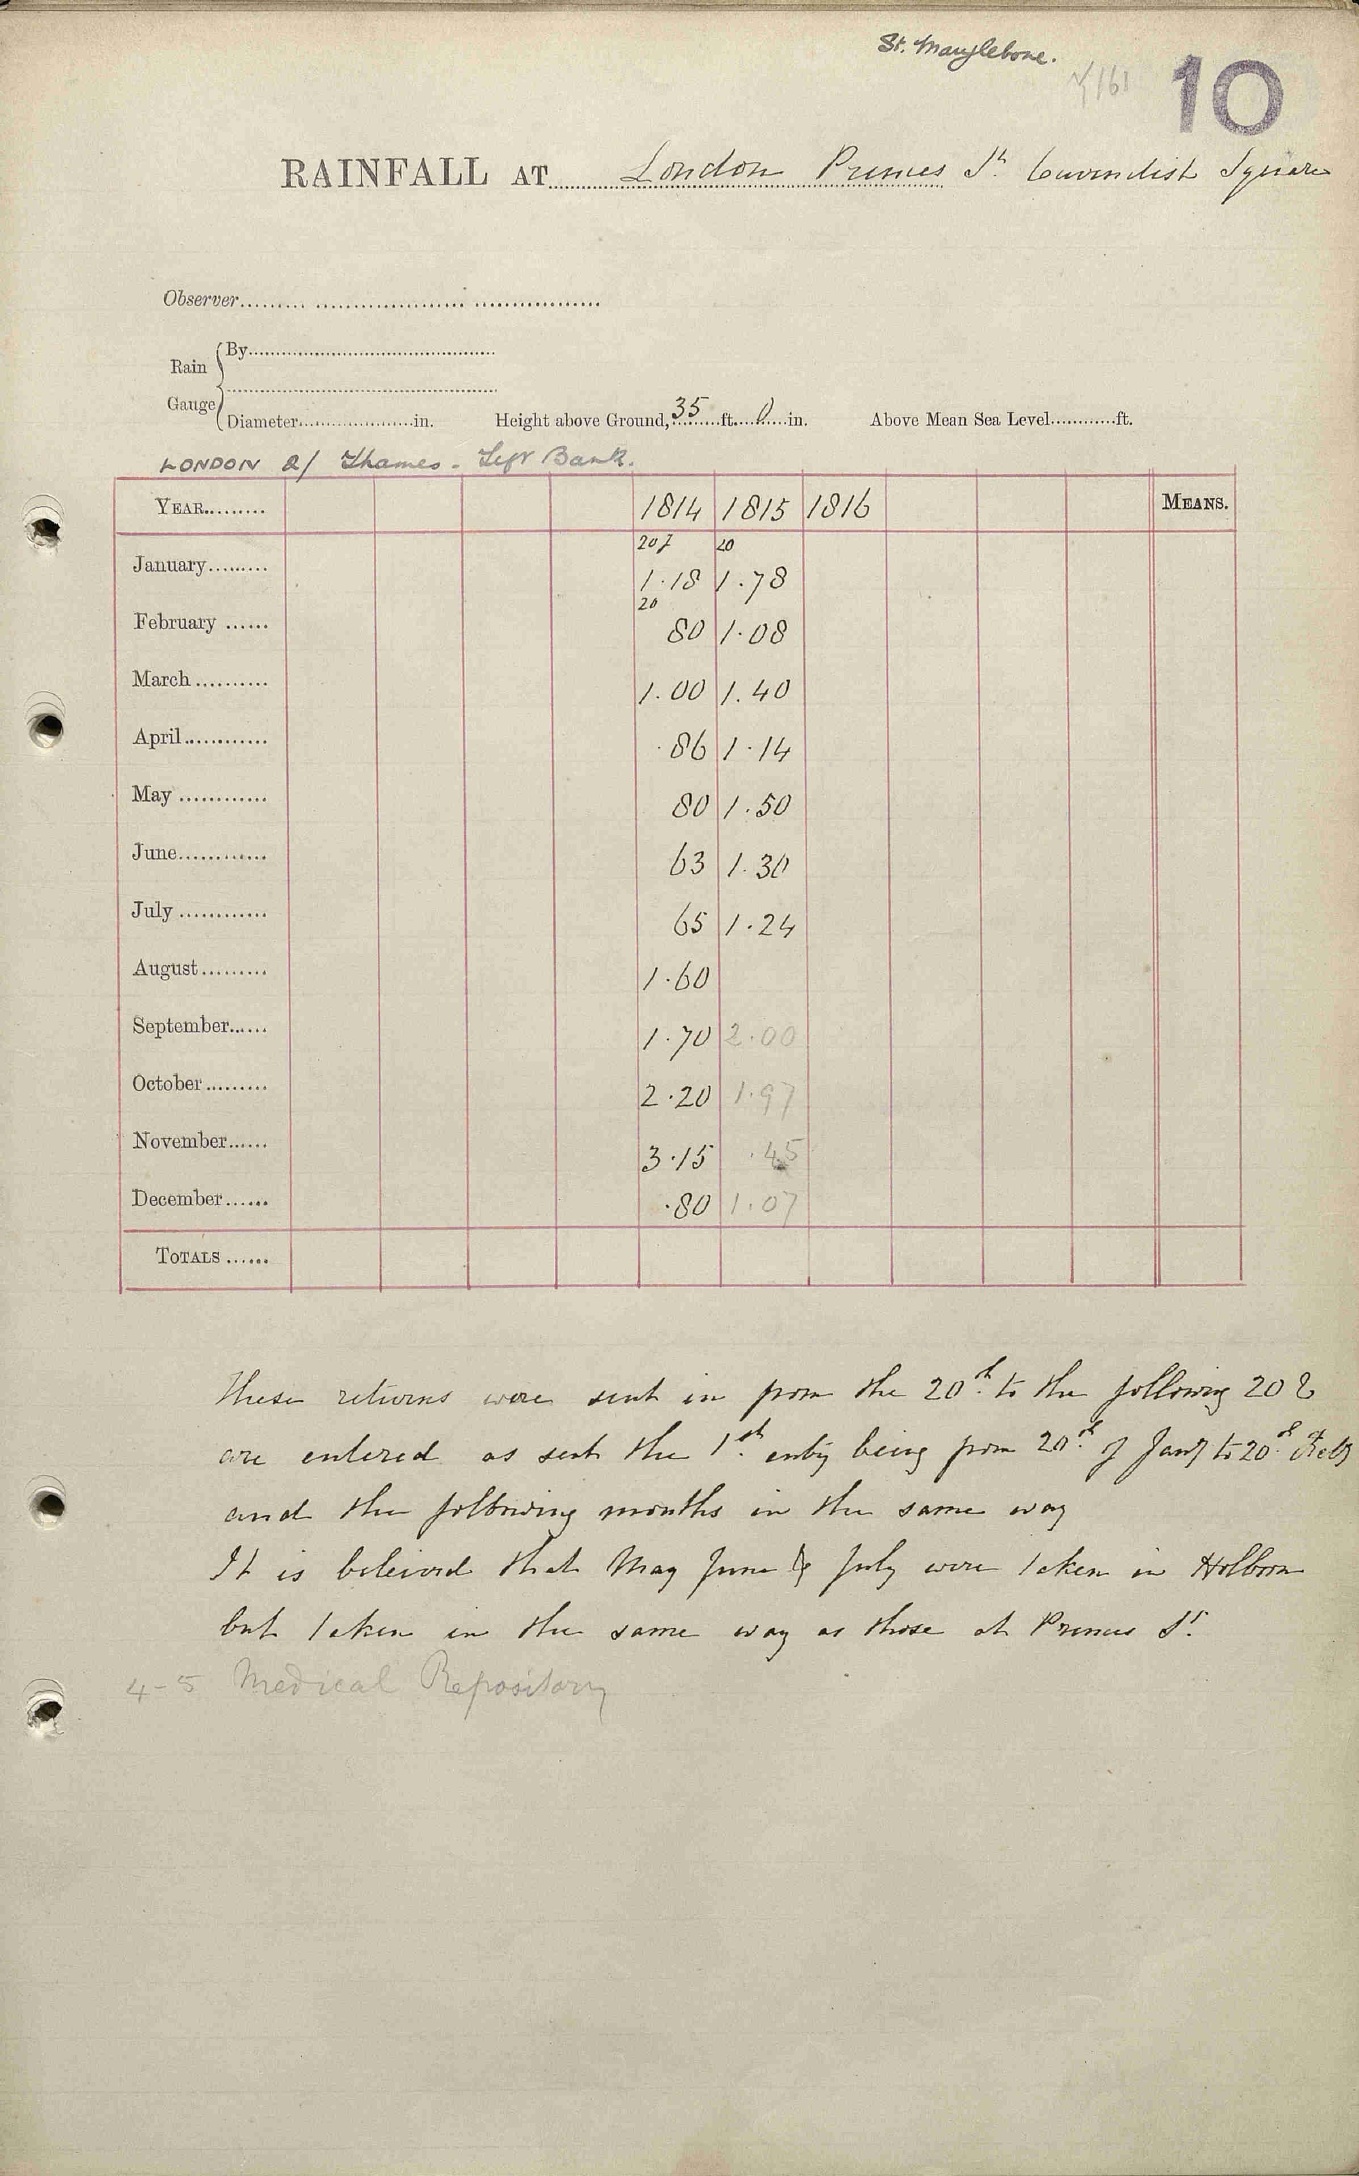 St. Marylebone.
10
RAINFALL AT London Princes St. Cavendish Square
Observer
Rain Gauge { By
Diameter in. Height above Ground, 35 ft. 0 in. Above Mean Sea Level ft.
LONDON a/ Thames - Left Bank.
YEAR 1814 1815 1816 MEANS.
20 20
January 1.18 1.78
20
February 80 1.08
March 1.00 1.40
April .86 1.14
May 80 1.50
June 63 1.30
July 65 1.24
August 1.60
September 1.70 2.00
October 2.20 1.97
November 3.15 .45
December .80 1.07
TOTALS
These returns were sent in from the 20th to the following 20 &
are entered as sent the 1st entry being from 20th of Jany to 20th Feby
and the following months in the same way
It is beleived that May June & July were taken in Holborn
but taken in the same way as those at Princes St.
4-5 Medical Repository